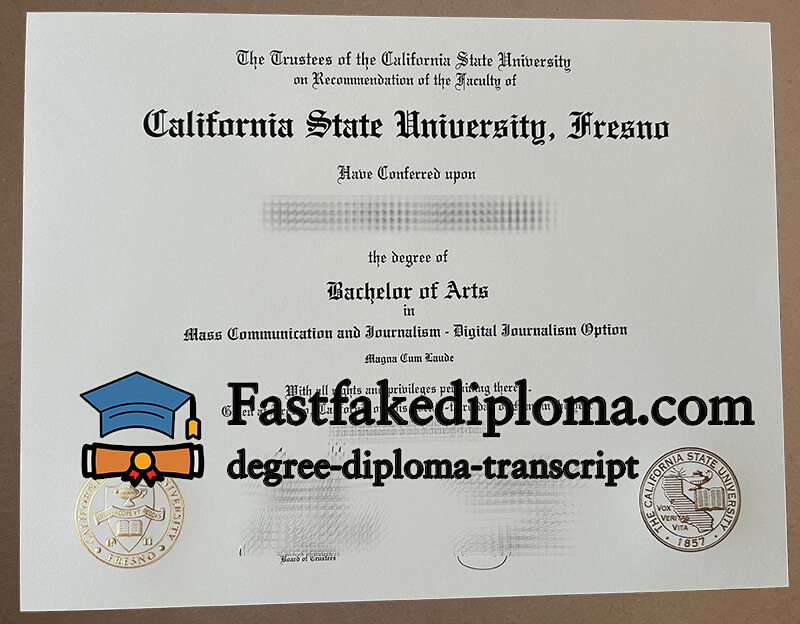 The Trustees of the California State University
on Recommendation of the Faculty of
California State University, Fresno
Have Conferred upon
the degree of
Bachelor of Arts
in
Mass Communication and Journalism - Digital Journalism Option
Magna Cum Laude
With all rights and privileges
Fastfakediploma.com
degree-diploma-transcript
Board of Trustees
FRESNO
1911
THE CALIFORNIA STATE UNIVERSITY
VOX
VERITAS
VITA
1857